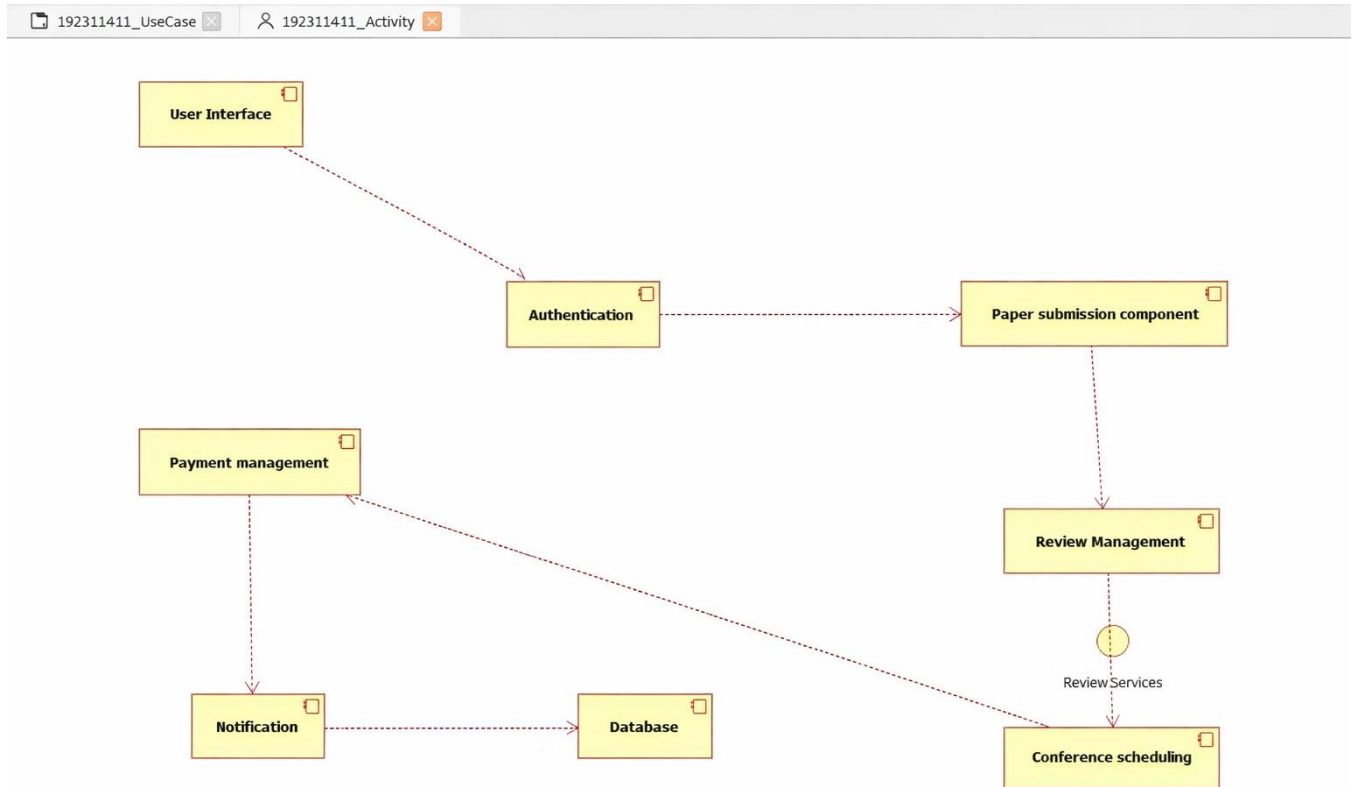 192311411_UseCase
192311411_Activity
User Interface
Authentication
Paper submission component
Payment management
Review Management
Review Services
Notification
Database
Conference scheduling